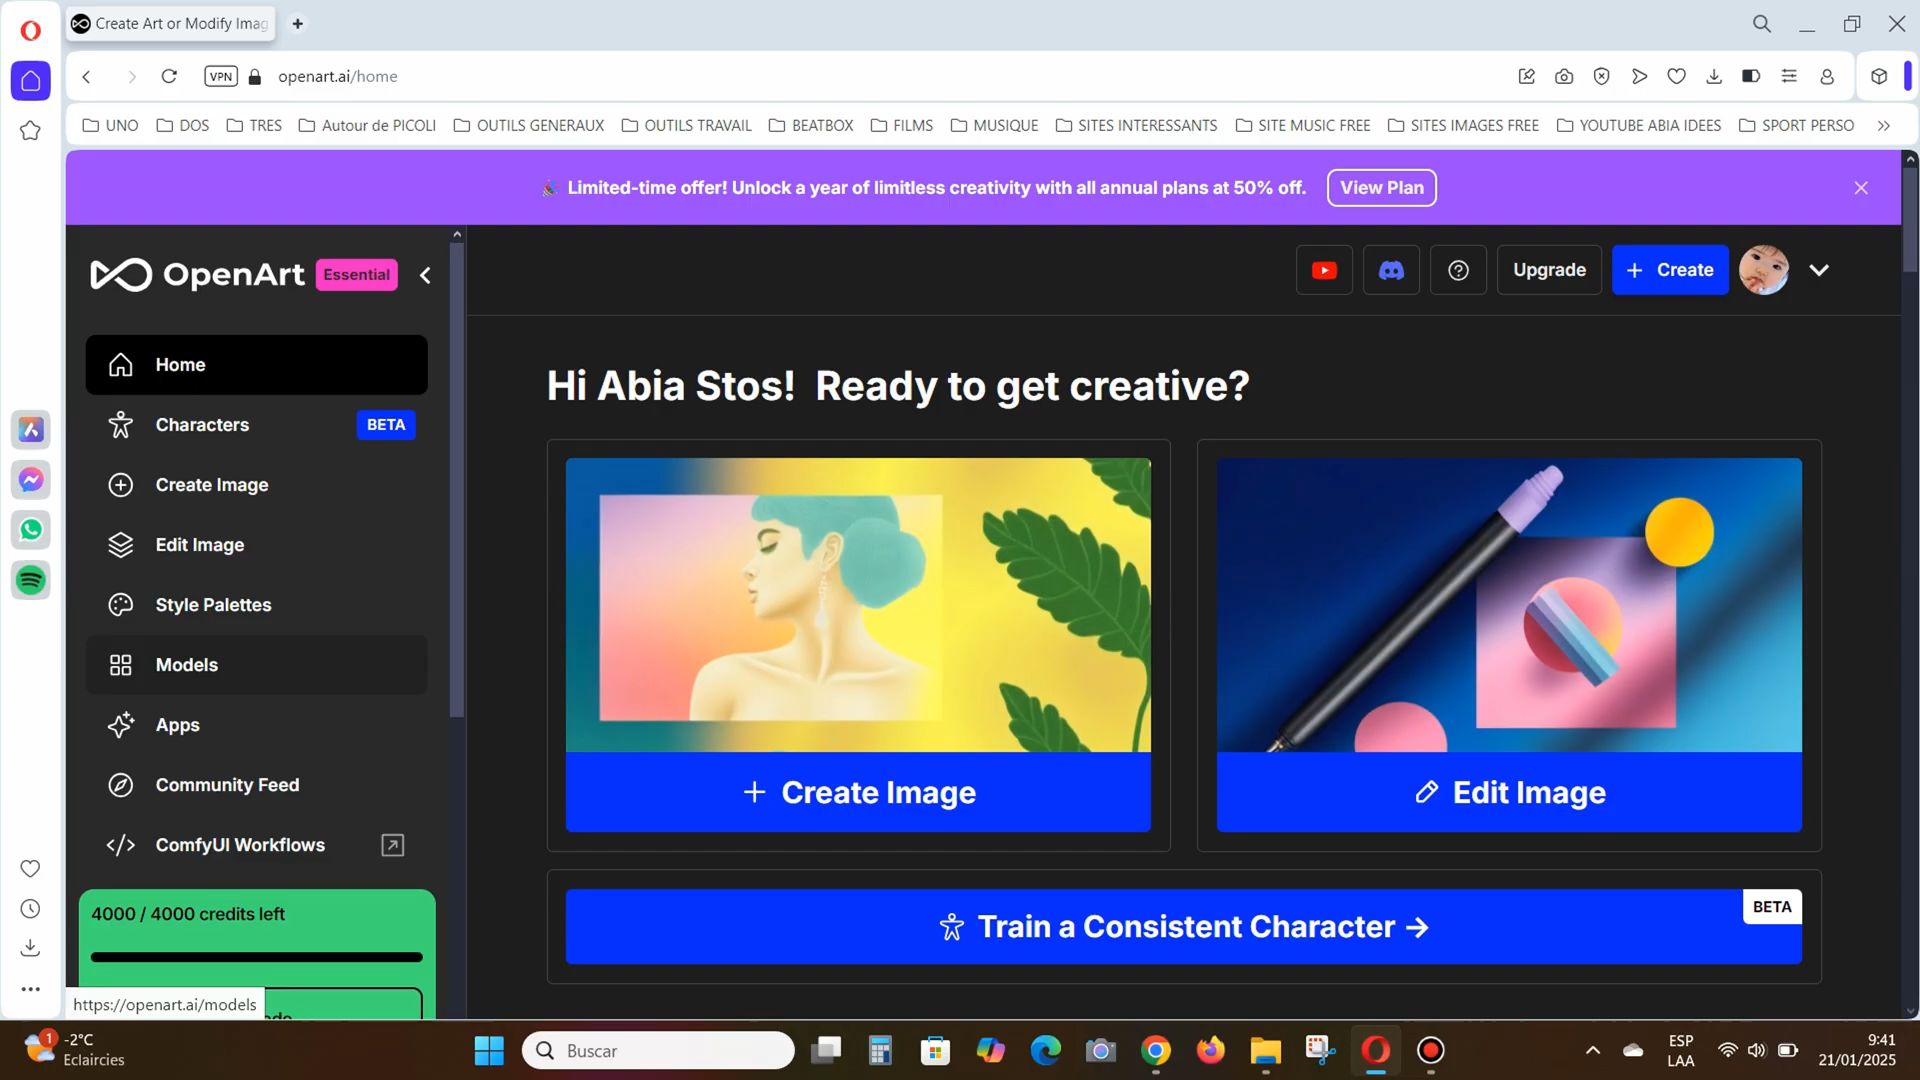 Create Art or Modify Imag
VPN
openart.ai/home
UNO
DOS
TRES
Autour de PICOLI
OUTILS GENERAUX
OUTILS TRAVAIL
BEATBOX
FILMS
MUSIQUE
SITES INTERESSANTS
SITE MUSIC FREE
SITES IMAGES FREE
YOUTUBE ABIA IDEES
SPORT PERSO
Limited-time offer! Unlock a year of limitless creativity with all annual plans at 50% off.
View Plan
OpenArt
Essential
Upgrade
+ Create
Home
Characters
BETA
Create Image
Edit Image
Style Palettes
Models
Apps
Community Feed
ComfyUI Workflows
4000 / 4000 credits left
Hi Abia Stos! Ready to get creative?
+ Create Image
Edit Image
Train a Consistent Character →
BETA
https://openart.ai/models
1
-2°C
Eclaircies
Buscar
ESP
LAA
9:41
21/01/2025